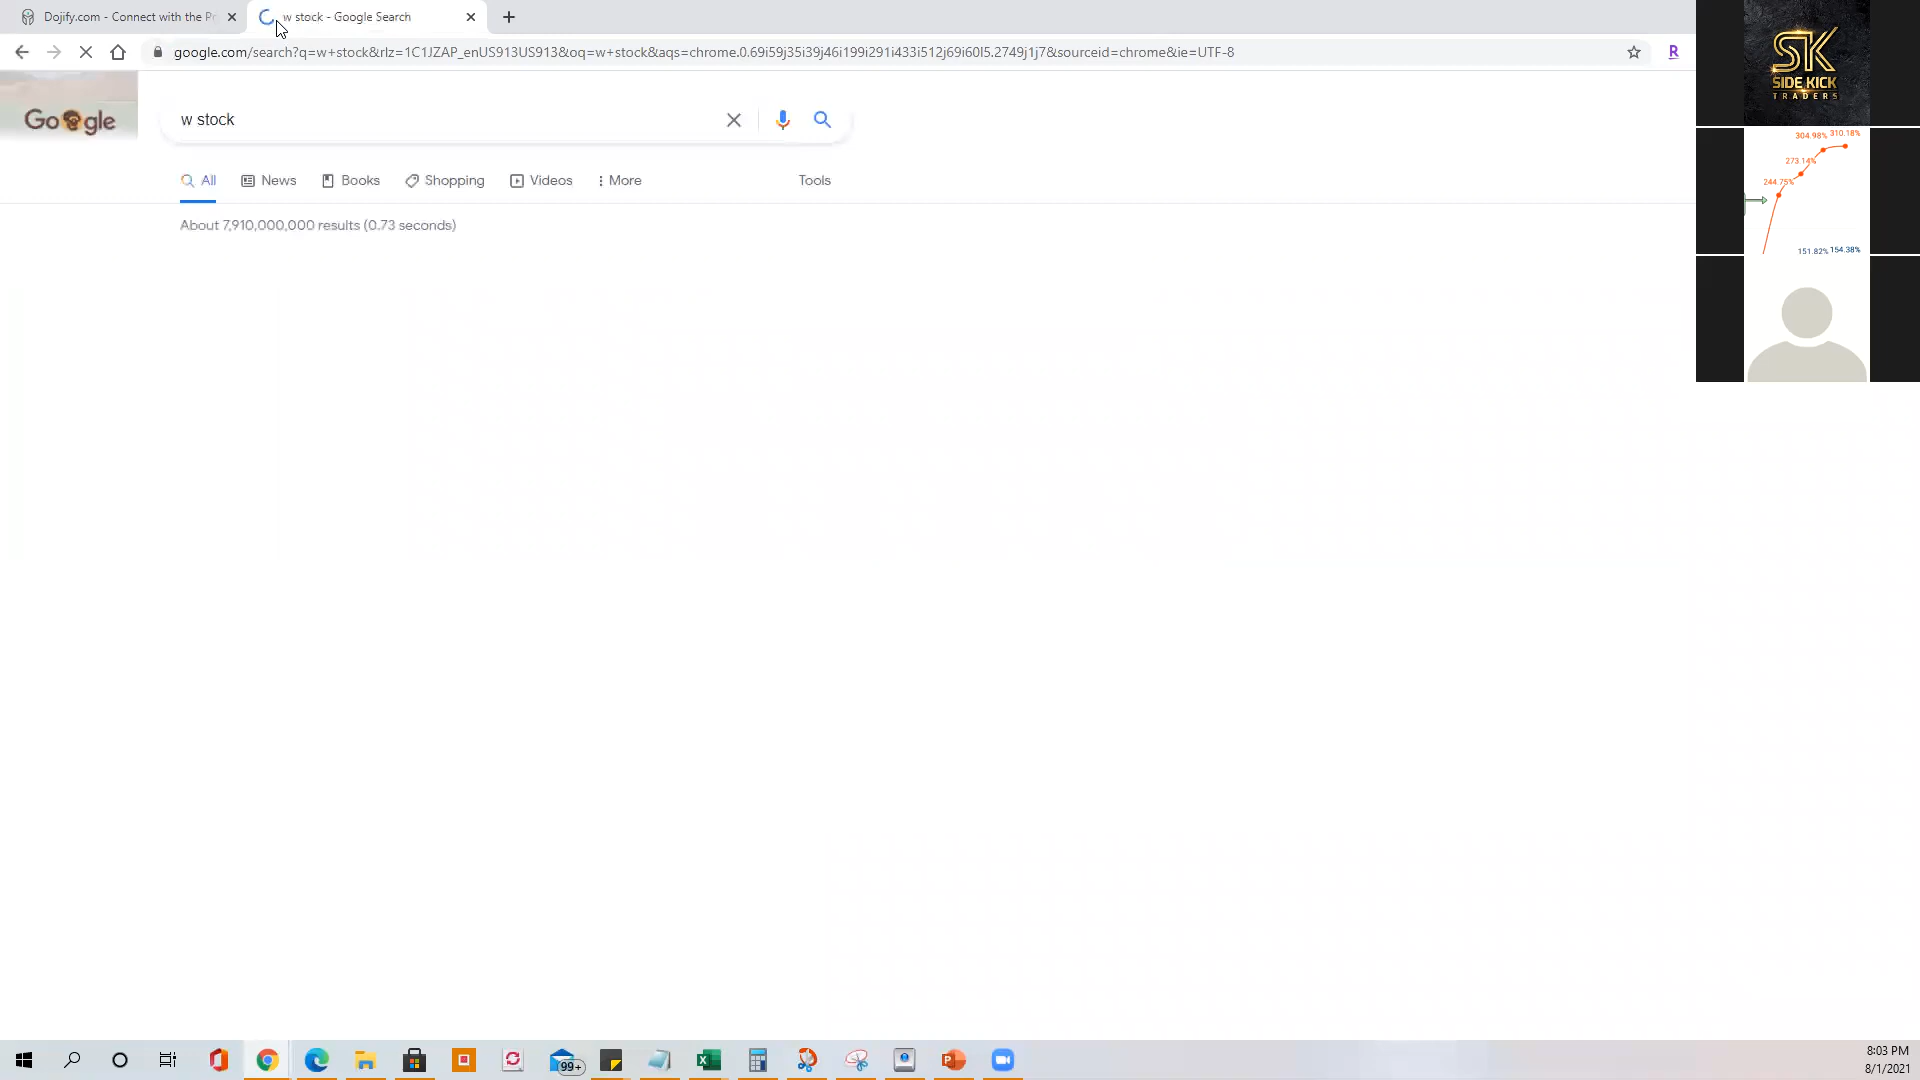 Dojify.com - Connect with the Pr
w stock - Google Search
google.com/search?q=w+stock&rlz=1C1JZAP_enUS913US913&oq=w+stock&aqs=chrome.0.69i59j35i39j46i199i291i433i512j69i60l5.2749j1j7&sourceid=chrome&ie=UTF-8
R
Google
w stock
All
News
Books
Shopping
Videos
More
Tools
About 7,910,000,000 results (0.73 seconds)
SK
SIDE KICK
TRADERS
304.98% 310.18%
273.14%
244.75%
151.82% 154.38%
99+
8:03 PM
8/1/2021